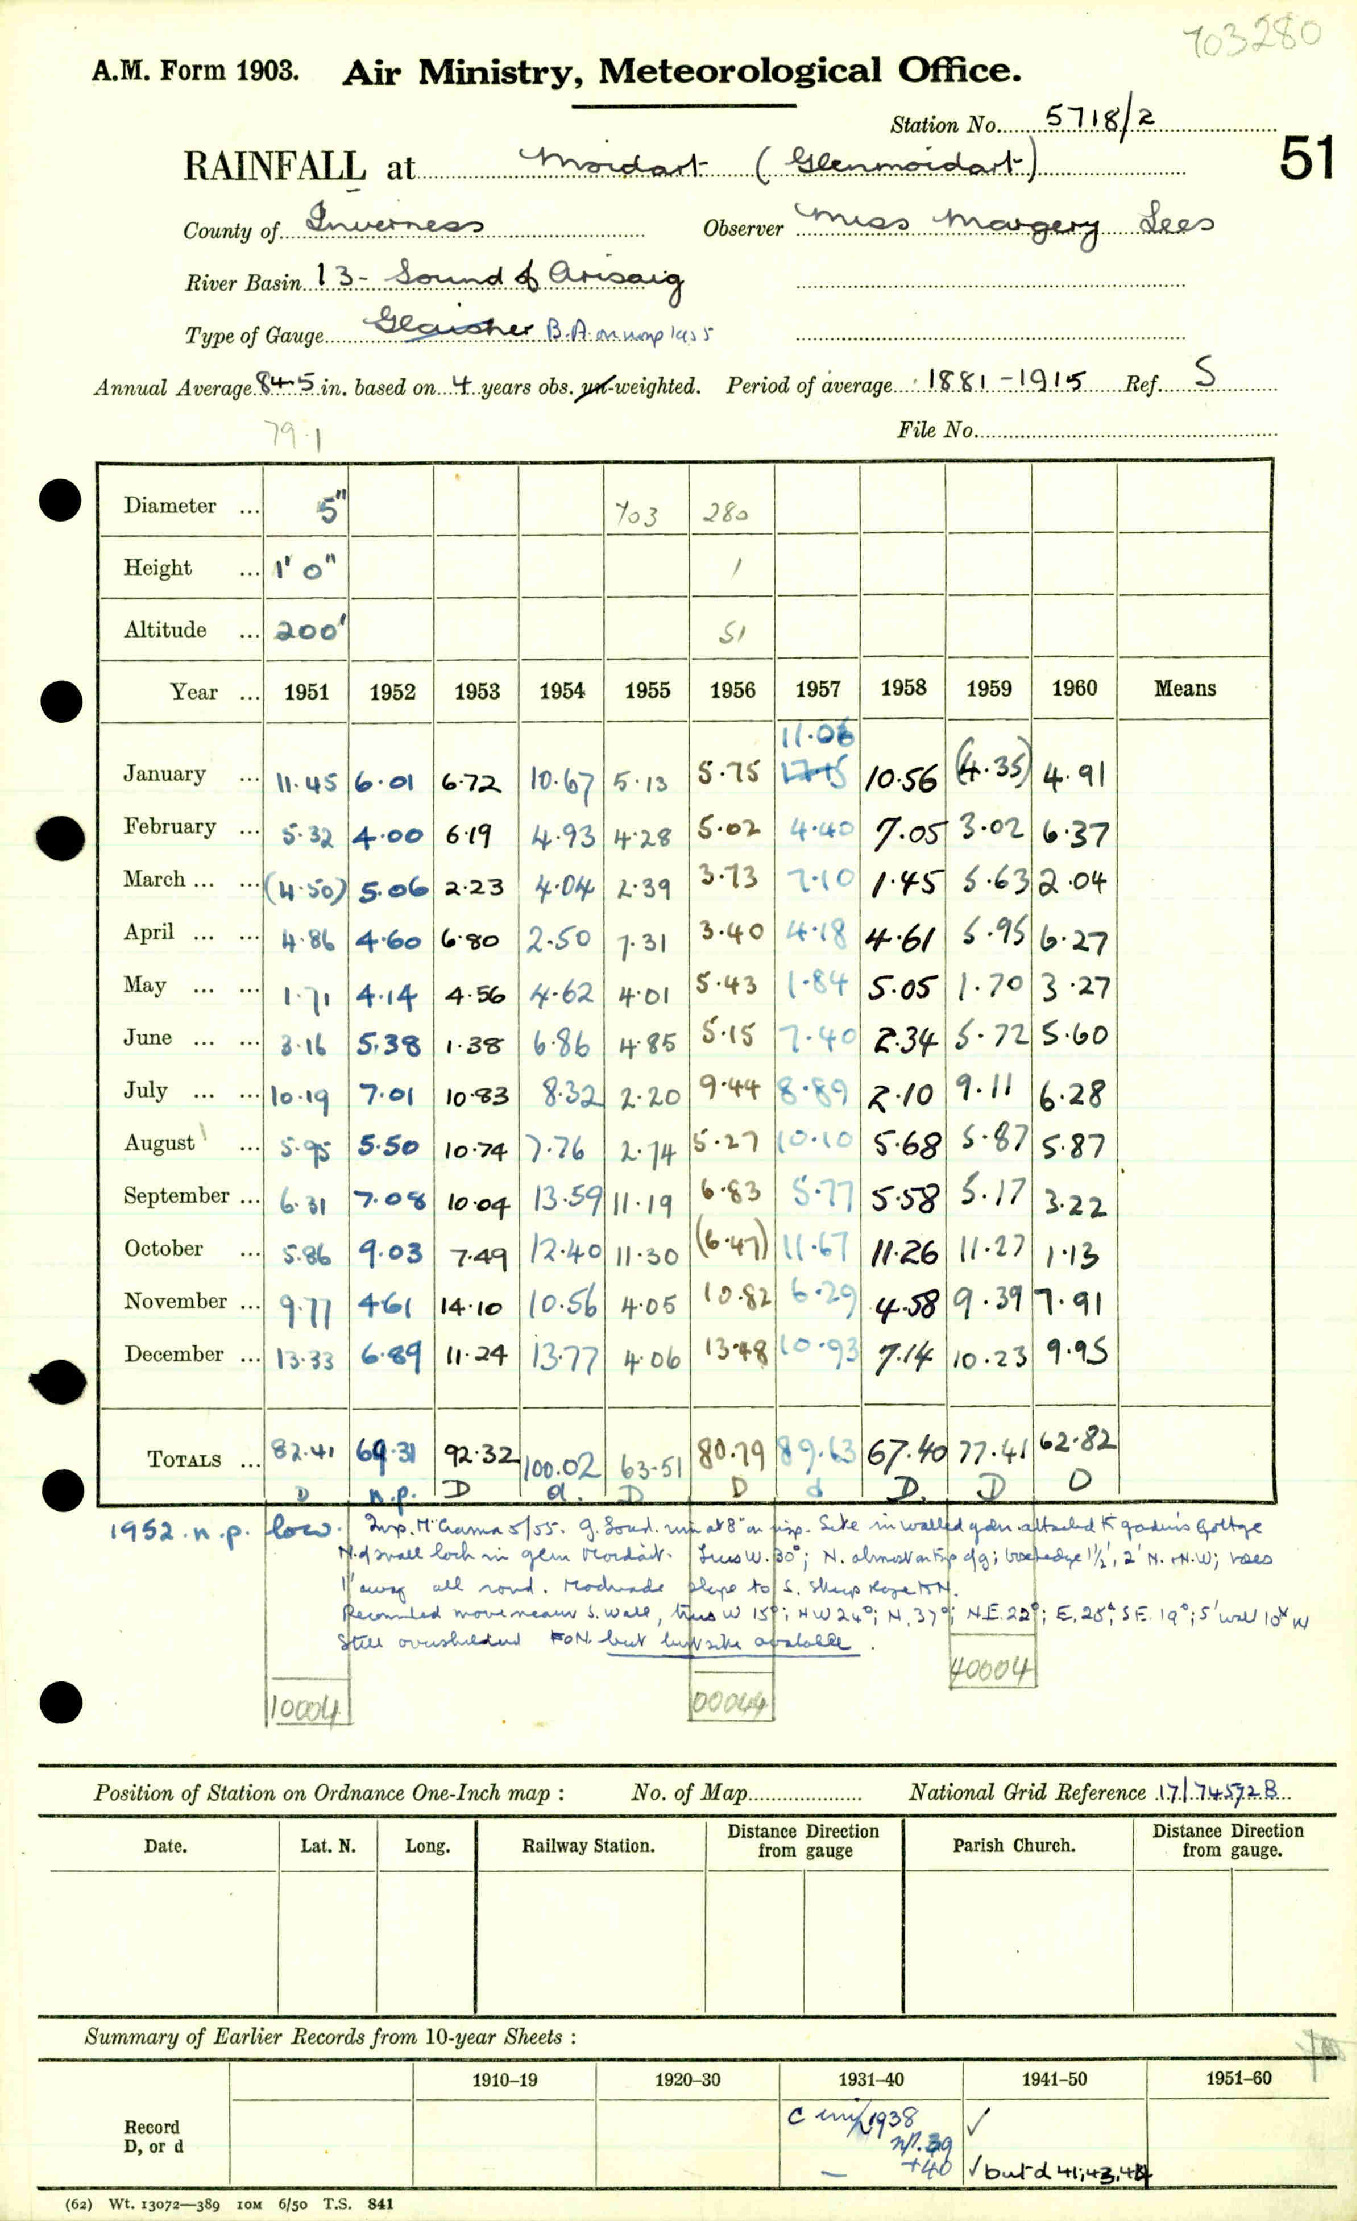 703280
A.M. Form 1903. Air Ministry, Meteorological Office.
Station No. 5718/2
RAINFALL at Moidart (Glenmoidart) 51
County of Inverness Observer Miss Margery Lees
River Basin 13 - Sound of Arisaig
Type of Gauge Glaisher B.A. on insp 1955
Annual Average 84.5 in. based on 4 years obs. un-weighted. Period of average 1881-1915 Ref. S
79.1 File No.
Diameter ... 5" 703 280
Height ... 1' 0" 1
Altitude ... 200' 51
Year ... 1951 1952 1953 1954 1955 1956 1957 1958 1959 1960 Means
11.06
January ... 11.45 6.01 6.72 10.67 5.13 5.75 17.15 10.56 (4.35) 4.91
February ... 5.32 4.00 6.19 4.93 4.28 5.02 4.40 7.05 3.02 6.37
March ... ... (4.50) 5.06 2.23 4.04 2.39 3.73 7.10 1.45 5.63 2.04
April ... ... 4.86 4.60 6.80 2.50 7.31 3.40 4.18 4.61 5.95 6.27
May ... ... 1.71 4.14 4.56 4.62 4.01 5.43 1.84 5.05 1.70 3.27
June ... ... 3.16 5.38 1.38 6.86 4.85 5.15 7.40 2.34 5.72 5.60
July ... ... 10.19 7.01 10.83 8.32 2.20 9.44 8.89 2.10 9.11 6.28
August ... 5.95 5.50 10.74 7.76 2.74 5.27 10.10 5.68 5.87 5.87
September ... 6.31 7.08 10.04 13.59 11.19 6.83 5.77 5.58 5.17 3.22
October ... 5.86 9.03 7.49 12.40 11.30 (6.47) 11.67 11.26 11.27 1.13
November ... 9.77 4.61 14.10 10.56 4.05 10.82 6.29 4.58 9.39 7.91
December ... 13.33 6.89 11.24 13.77 4.06 13.48 10.93 7.14 10.23 9.95
TOTALS ... 82.41 69.31 92.32 100.02 63.51 80.79 89.63 67.40 77.41 62.82
D n.p. D d. D D d D. D D
1952. n.p. low. Insp. 5/55. g. Sound. rim at 8" on insp. Site in walled gdn. attached to Cottage
N. of small loch in glen Moidart. Trees W. 30°; N. almost on top of g; 1½', 2' N. + N.W; roses
1' away all round. Moderate slope to S. N.
Recommended move nearer S. wall, trees W 15°; NW 24°; N. 37°; N.E. 22°; E. 25°; S.E. 19°; S' wall 10° W
Still but best site available.
40004
10004 00044
Position of Station on Ordnance One-Inch map : No. of Map National Grid Reference 17/745728
Date. Lat. N. Long. Railway Station. Distance from Direction gauge Parish Church. Distance from Direction gauge.
Summary of Earlier Records from 10-year Sheets :
1910-19 1920-30 1931-40 1941-50 1951-60
Record
D, or d
1938 ✓
n.p. 39
- +40 ✓ but d 41, 43, 44
(62) Wt. 13072—389 10M 6/50 T.S. 841